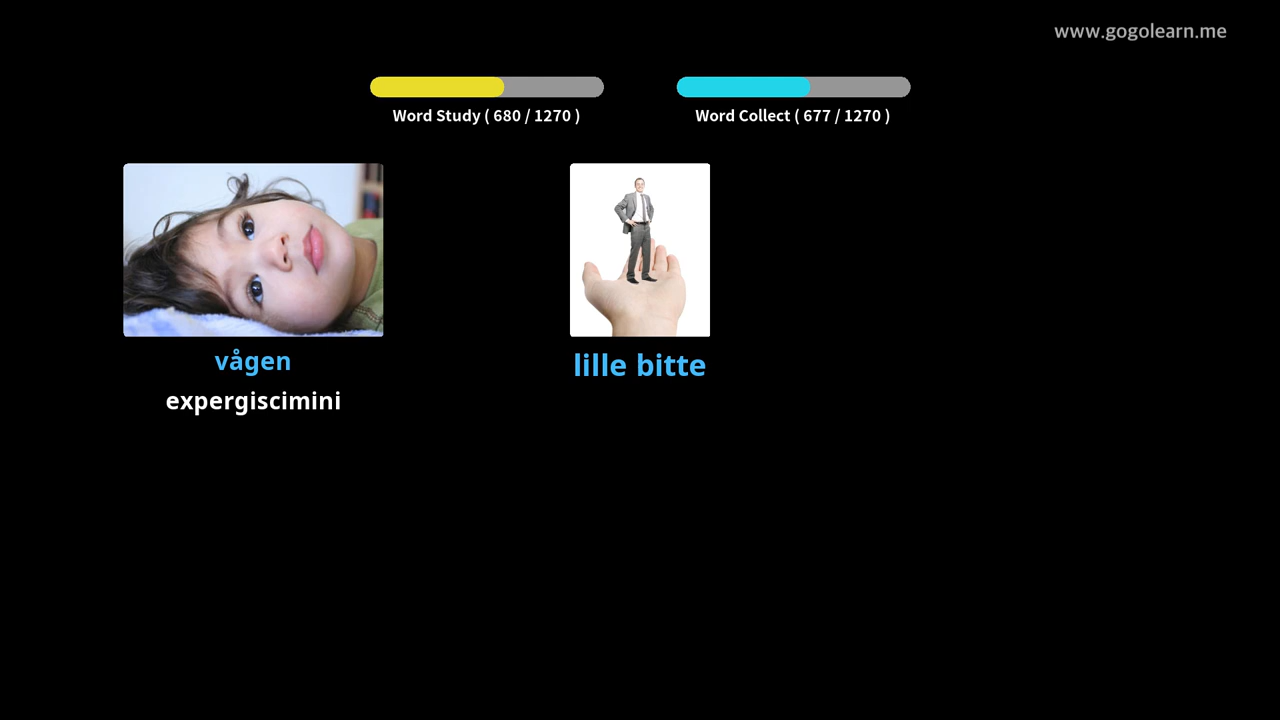 www.gogolearn.me
Word Study ( 680 / 1270 )
Word Collect ( 677 / 1270 )
vågen
expergiscimini
lille bitte